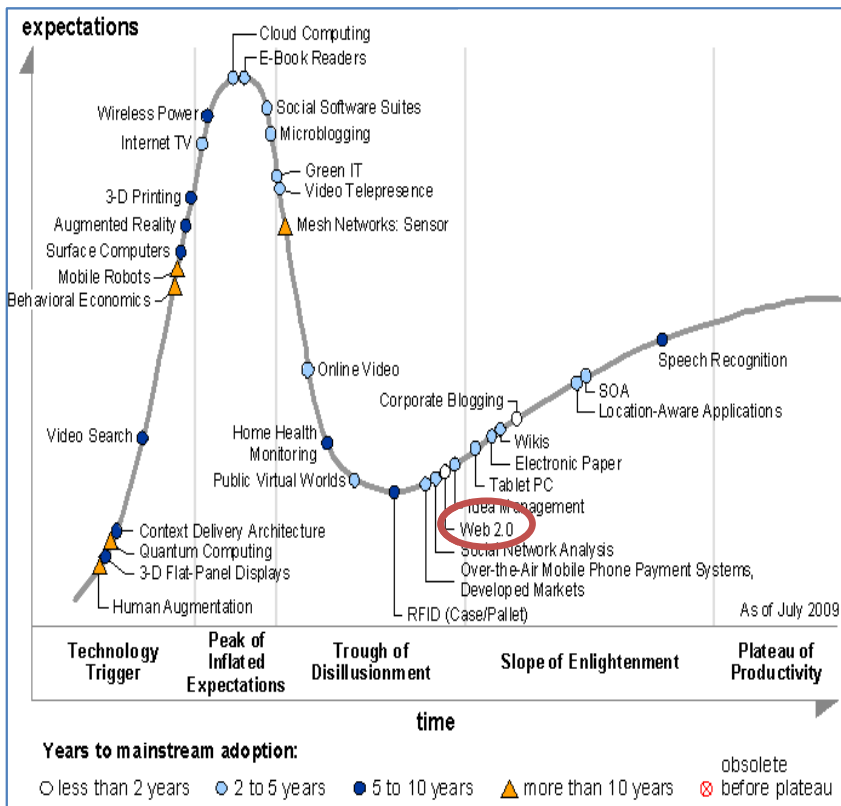 expectations
Cloud Computing
E-Book Readers
Wireless Power
Social Software Suites
Internet TV
Microblogging
Green IT
3-D Printing
Video Telepresence
Augmented Reality
Mesh Networks: Sensor
Surface Computers
Mobile Robots
Behavioral Economics
Online Video
Speech Recognition
SOA
Corporate Blogging
Location-Aware Applications
Video Search
Home Health
Monitoring
Wikis
Electronic Paper
Public Virtual Worlds
Tablet PC
Idea Management
Web 2.0
Context Delivery Architecture
Quantum Computing
Social Network Analysis
3-D Flat-Panel Displays
Over-the-Air Mobile Phone Payment Systems,
Developed Markets
Human Augmentation
RFID (Case/Pallet)
As of July 2009
Technology
Trigger
Peak of
Inflated
Expectations
Trough of
Disillusionment
Slope of Enlightenment
Plateau of
Productivity
time
Years to mainstream adoption:
less than 2 years
2 to 5 years
5 to 10 years
more than 10 years
obsolete
before plateau